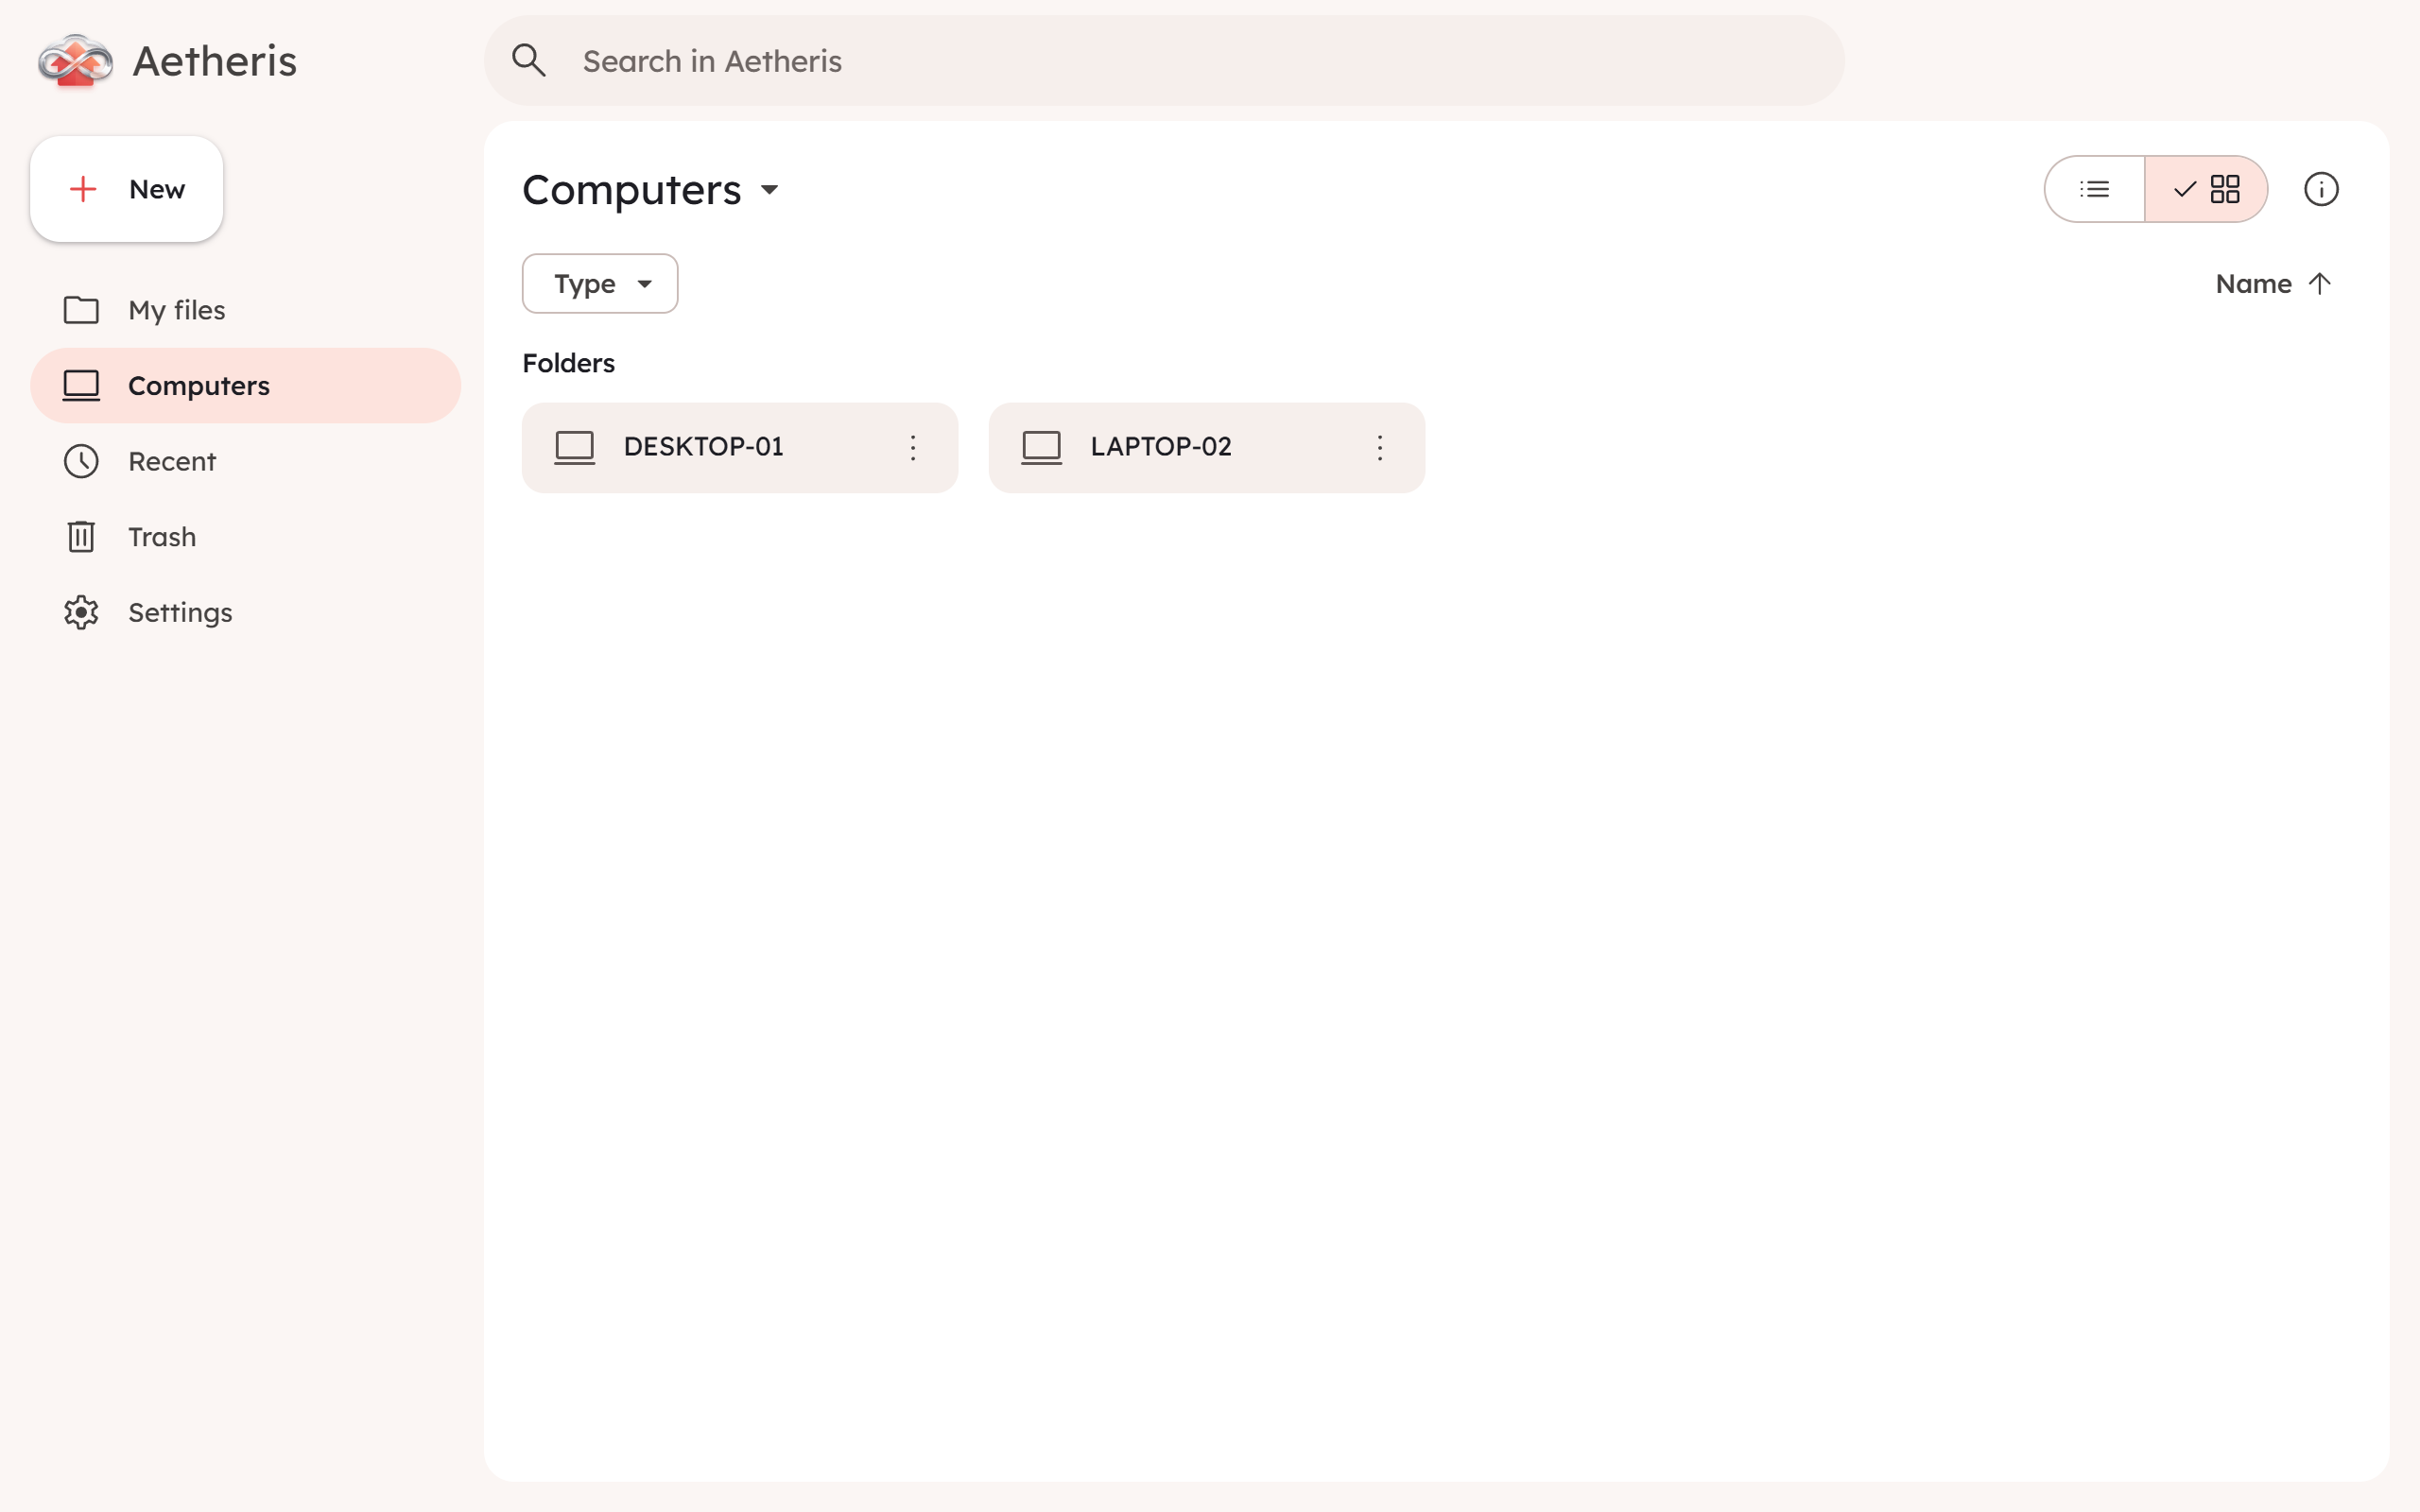 Aetheris
Search in Aetheris
New
My files
Computers
Recent
Trash
Settings
Computers
Type
Name
Folders
DESKTOP-01
LAPTOP-02